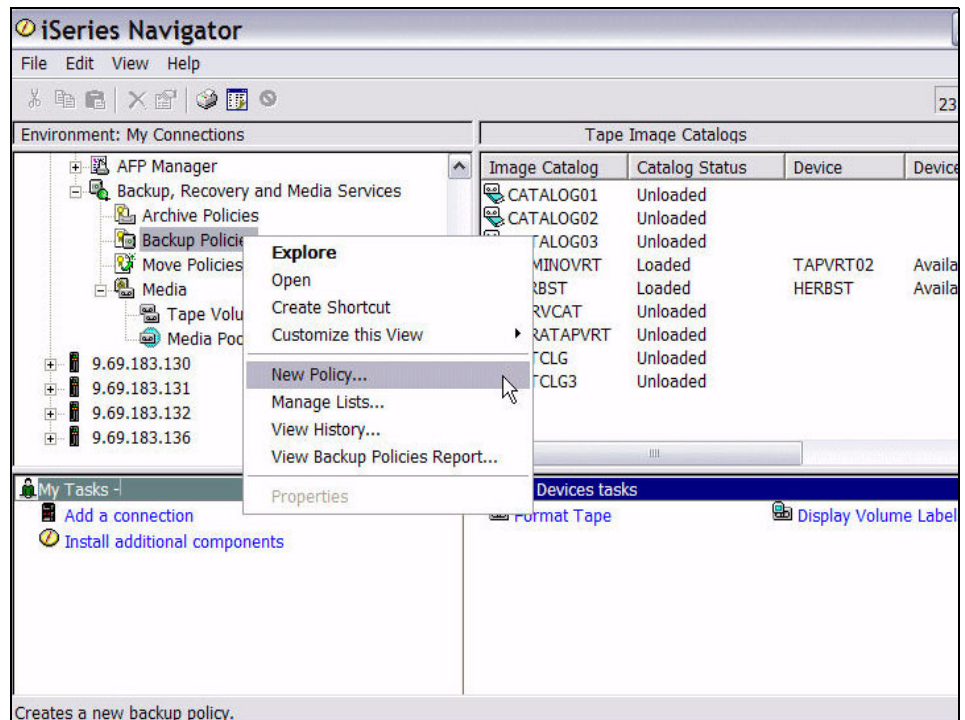 iSeries Navigator
File Edit View Help
23
Environment: My Connections
Tape Image Catalogs
AFP Manager
Backup, Recovery and Media Services
Archive Policies
Backup Policie
Move Policies
Media
Tape Volu
Media Poo
9.69.183.130
9.69.183.131
9.69.183.132
9.69.183.136
Image Catalog Catalog Status Device Device
CATALOG01 Unloaded
CATALOG02 Unloaded
TALOG03 Unloaded
MINOVRT Loaded TAPVRT02 Availa
RBST Loaded HERBST Availa
RVCAT Unloaded
RATAPVRT Unloaded
TCLG Unloaded
TCLG3 Unloaded
Explore
Open
Create Shortcut
Customize this View
New Policy...
Manage Lists...
View History...
View Backup Policies Report...
Properties
My Tasks -
Add a connection
Install additional components
Devices tasks
Format Tape Display Volume Label
Creates a new backup policy.